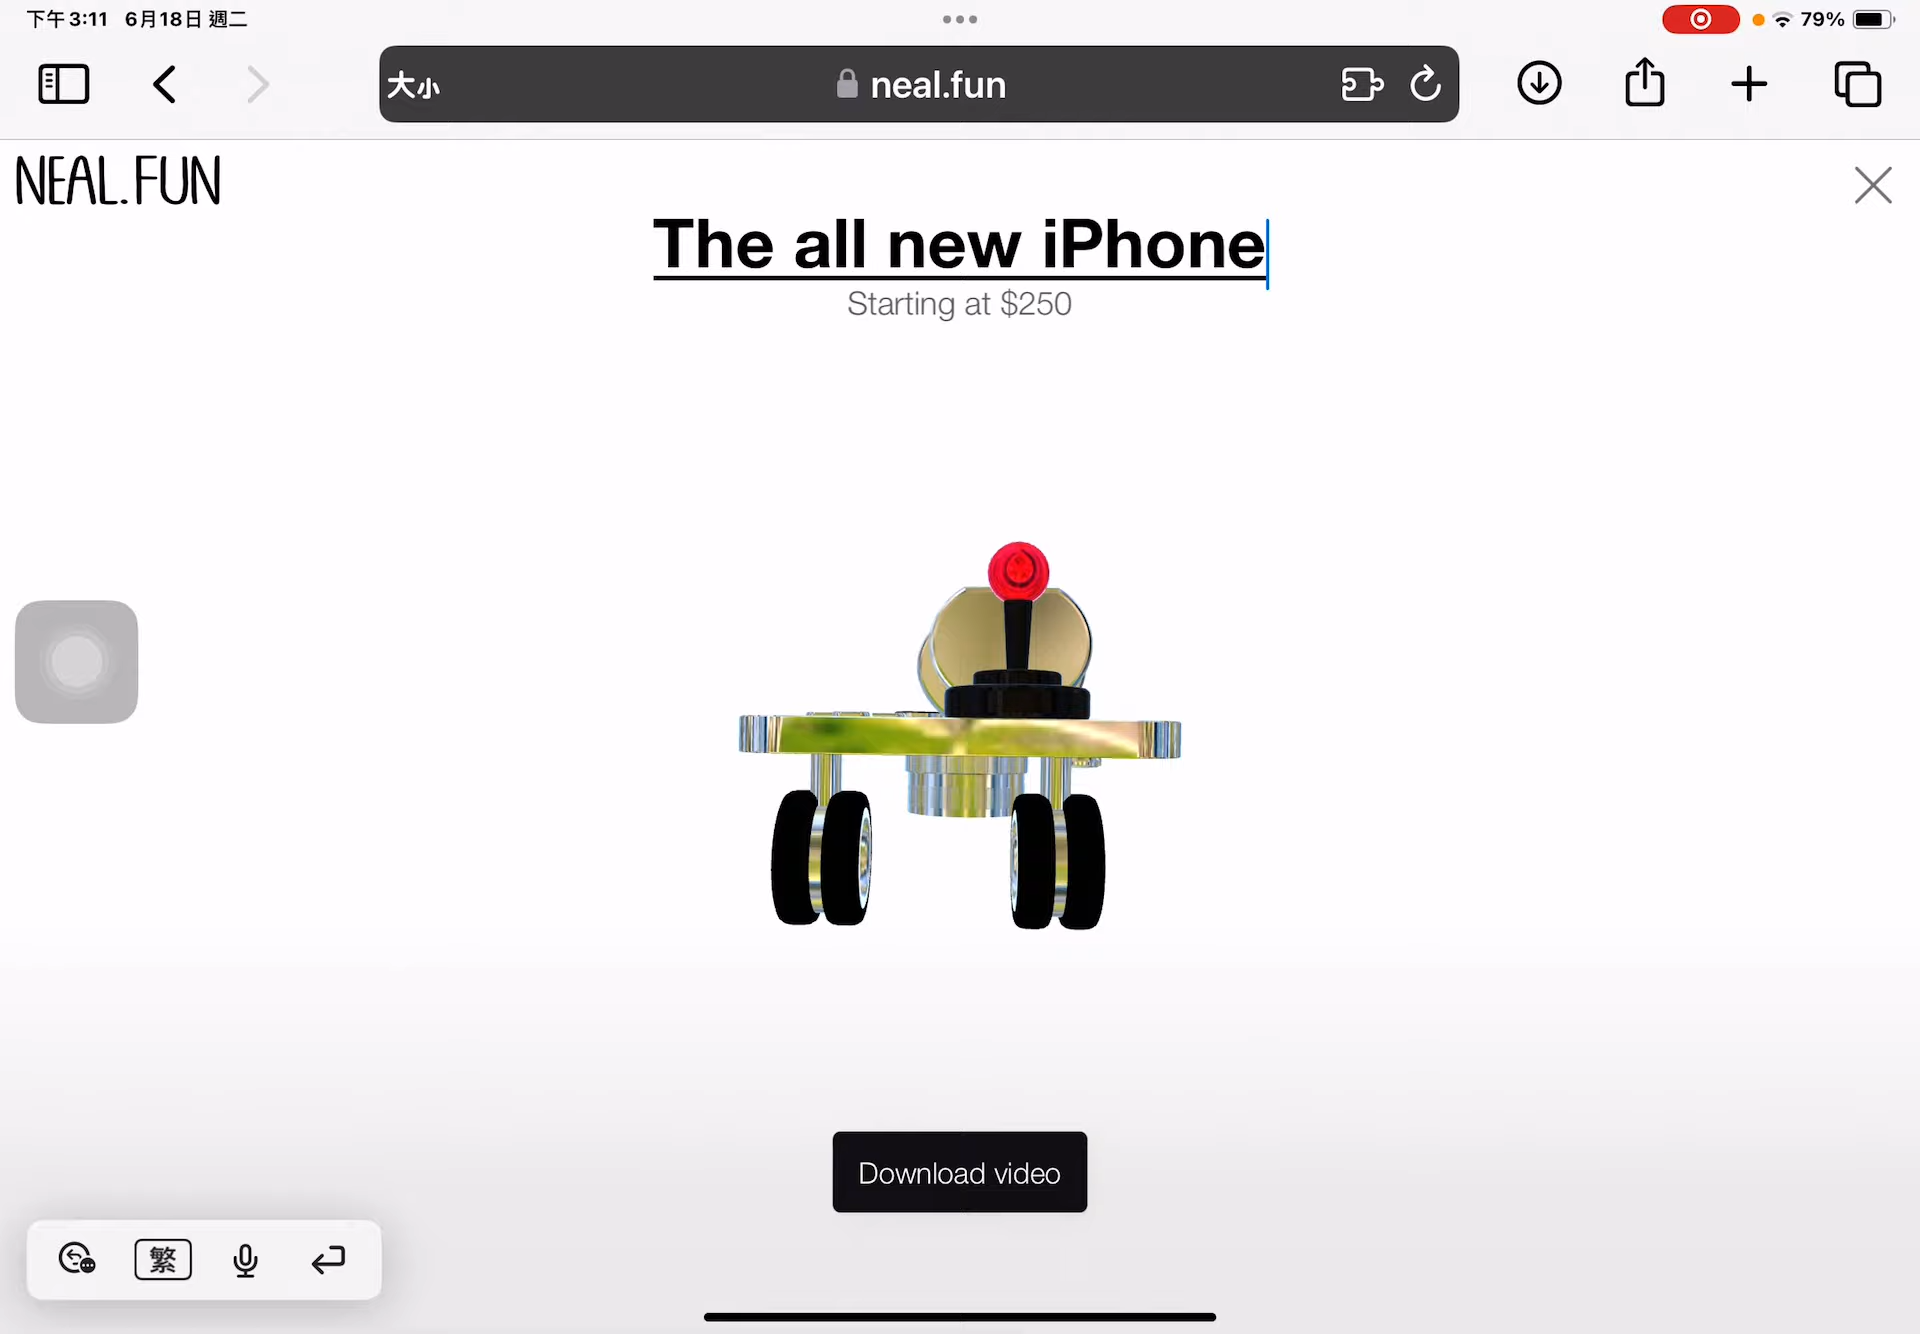 下午3:11 6月18日 週二
79%
大小
neal.fun
NEAL.FUN
The all new iPhone
Starting at $250
Download video
繁